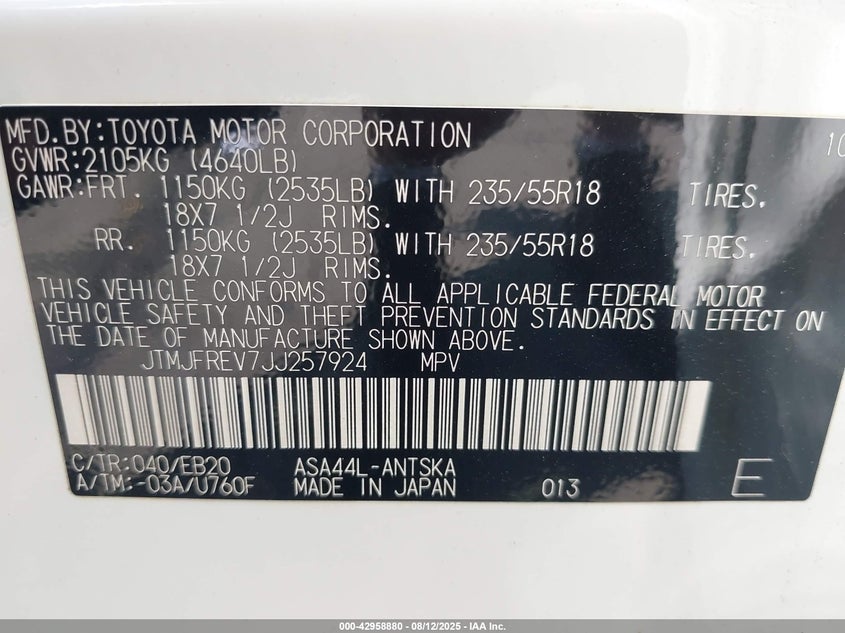 MFD.BY:TOYOTA MOTOR CORPORATION 10
GVWR:2105KG (4640LB)
GAWR:FRT. 1150KG (2535LB) WITH 235/55R18 TIRES.
18X7 1/2J RIMS.
RR. 1150KG (2535LB) WITH 235/55R18 TIRES.
18X7 1/2J RIMS.
THIS VEHICLE CONFORMS TO ALL APPLICABLE FEDERAL MOTOR
VEHICLE SAFETY AND THEFT PREVENTION STANDARDS IN EFFECT ON
THE DATE OF MANUFACTURE SHOWN ABOVE.
JTMJFREV7JJ257924 MPV
C/TR:040/EB20 ASA44L-ANTSKA
A/TM:-03A/U760F MADE IN JAPAN 013 E
000-42958880 - 08/12/2025 - IAA Inc.